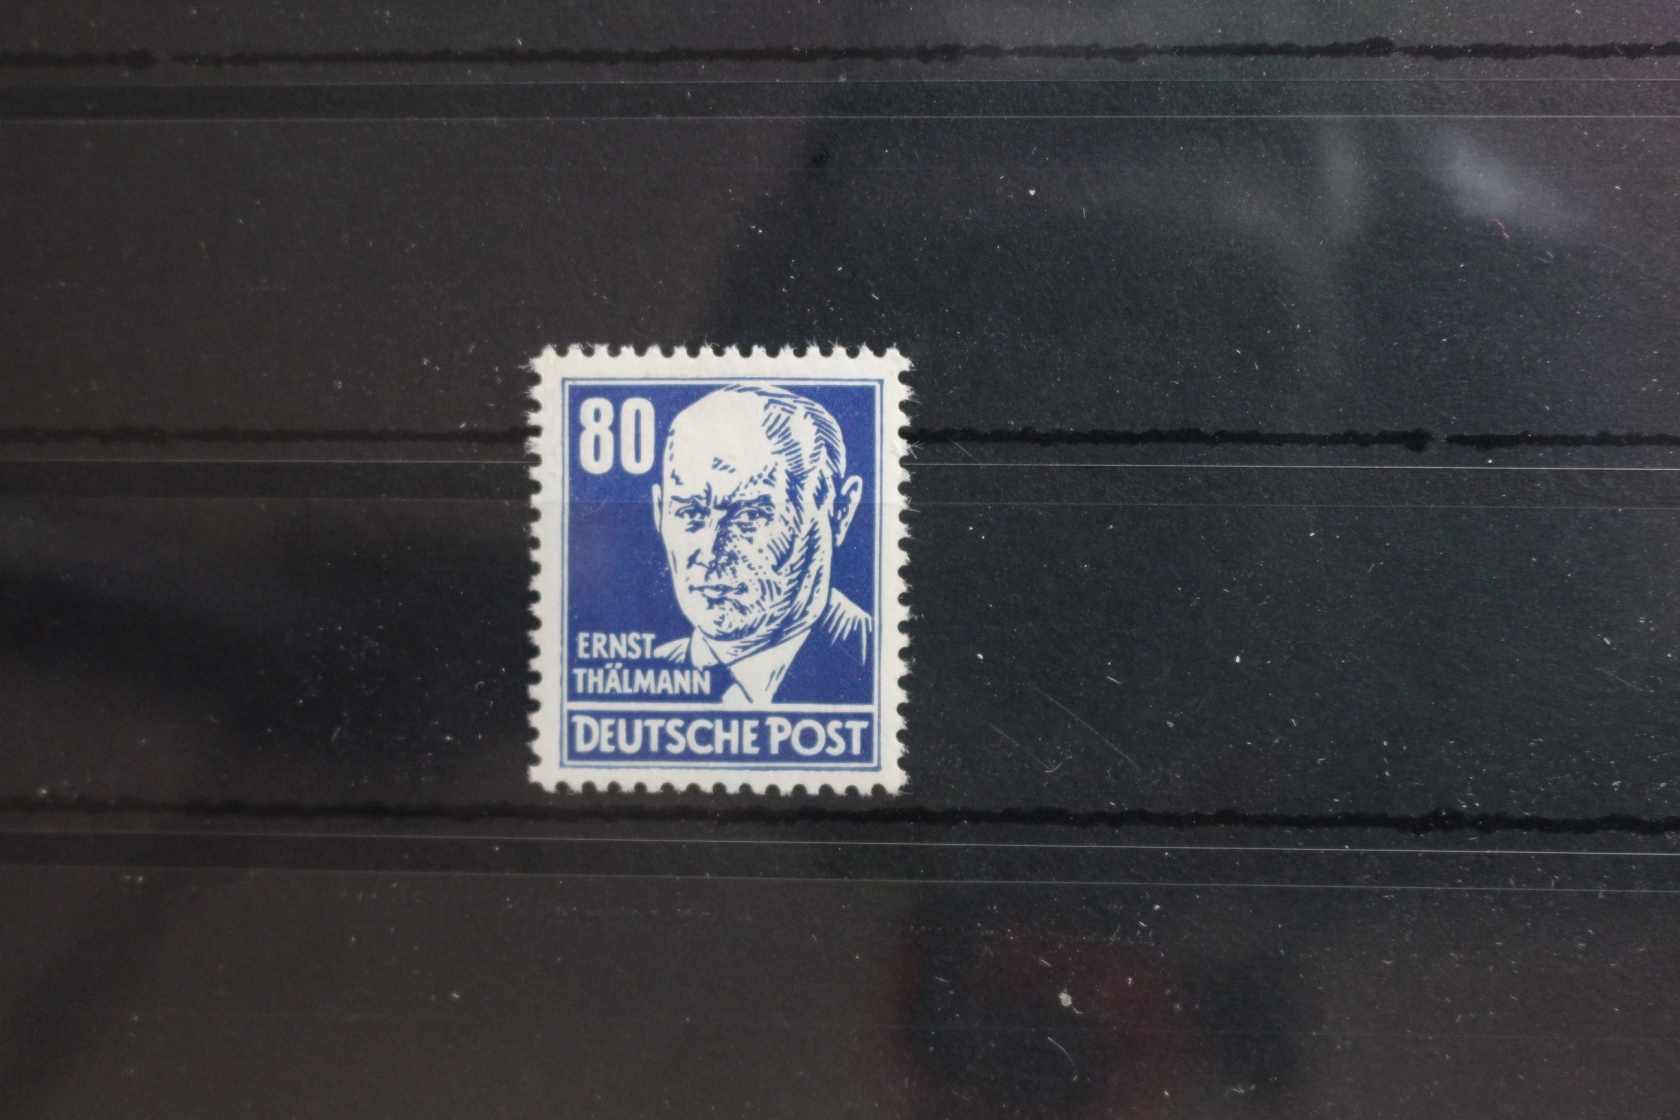 80
ERNST
THÄLMANN
DEUTSCHE POST